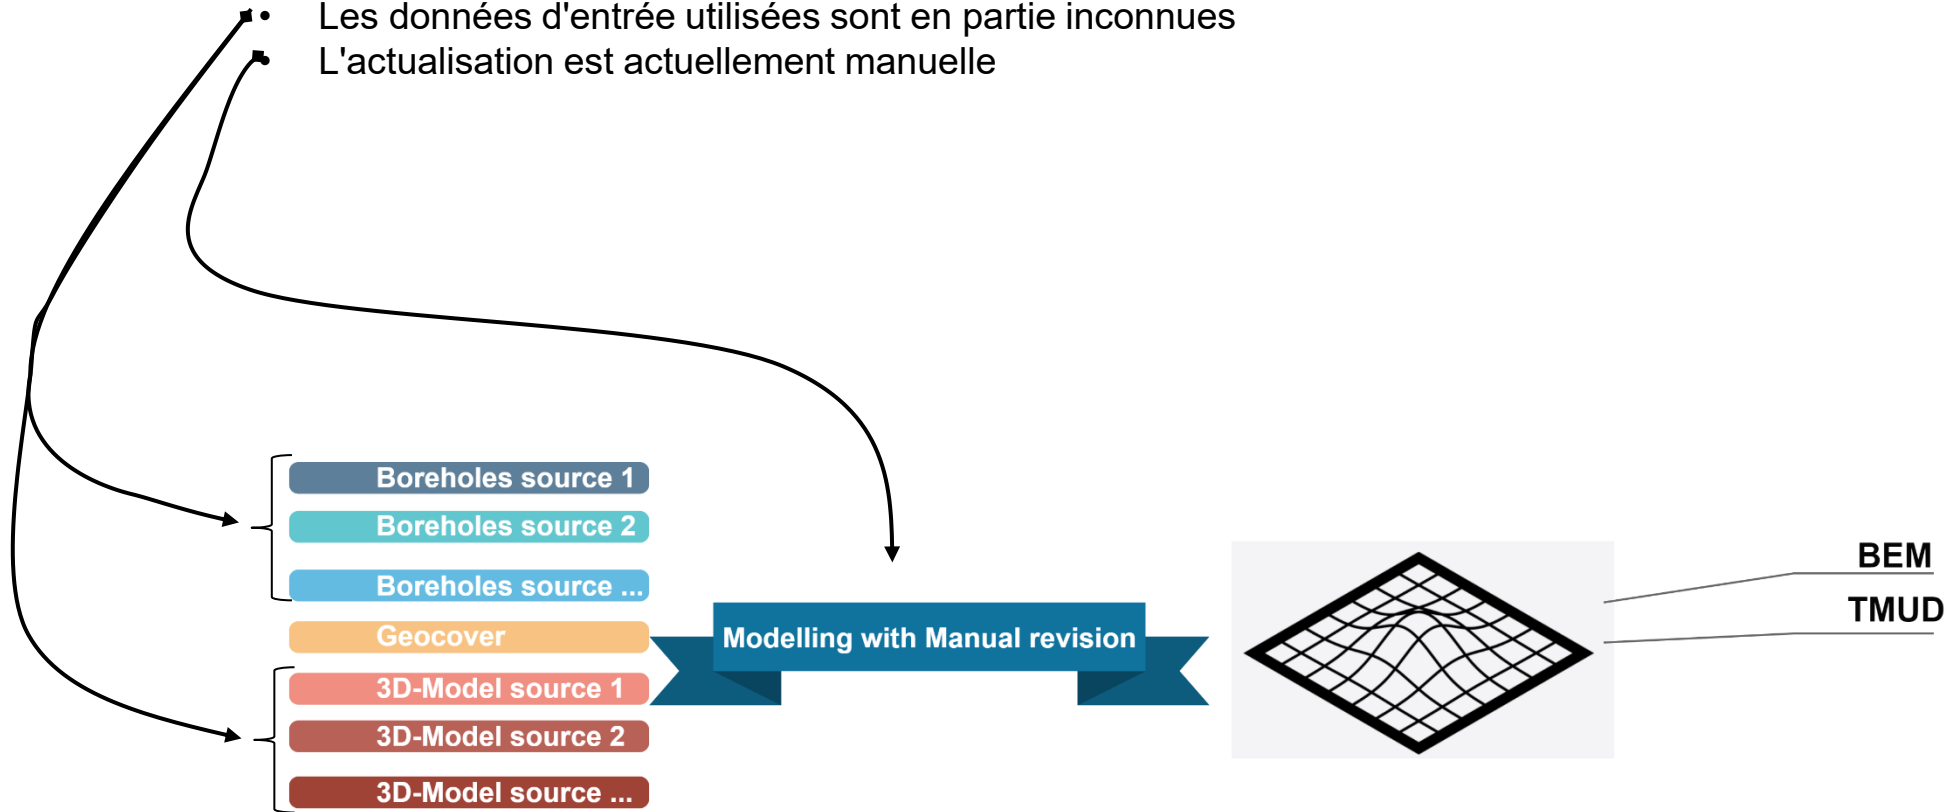 • Les données d'entrée utilisées sont en partie inconnues
• L'actualisation est actuellement manuelle
Boreholes source 1
Boreholes source 2
Boreholes source ...
Geocover
3D-Model source 1
3D-Model source 2
3D-Model source ...
Modelling with Manual revision
BEM
TMUD